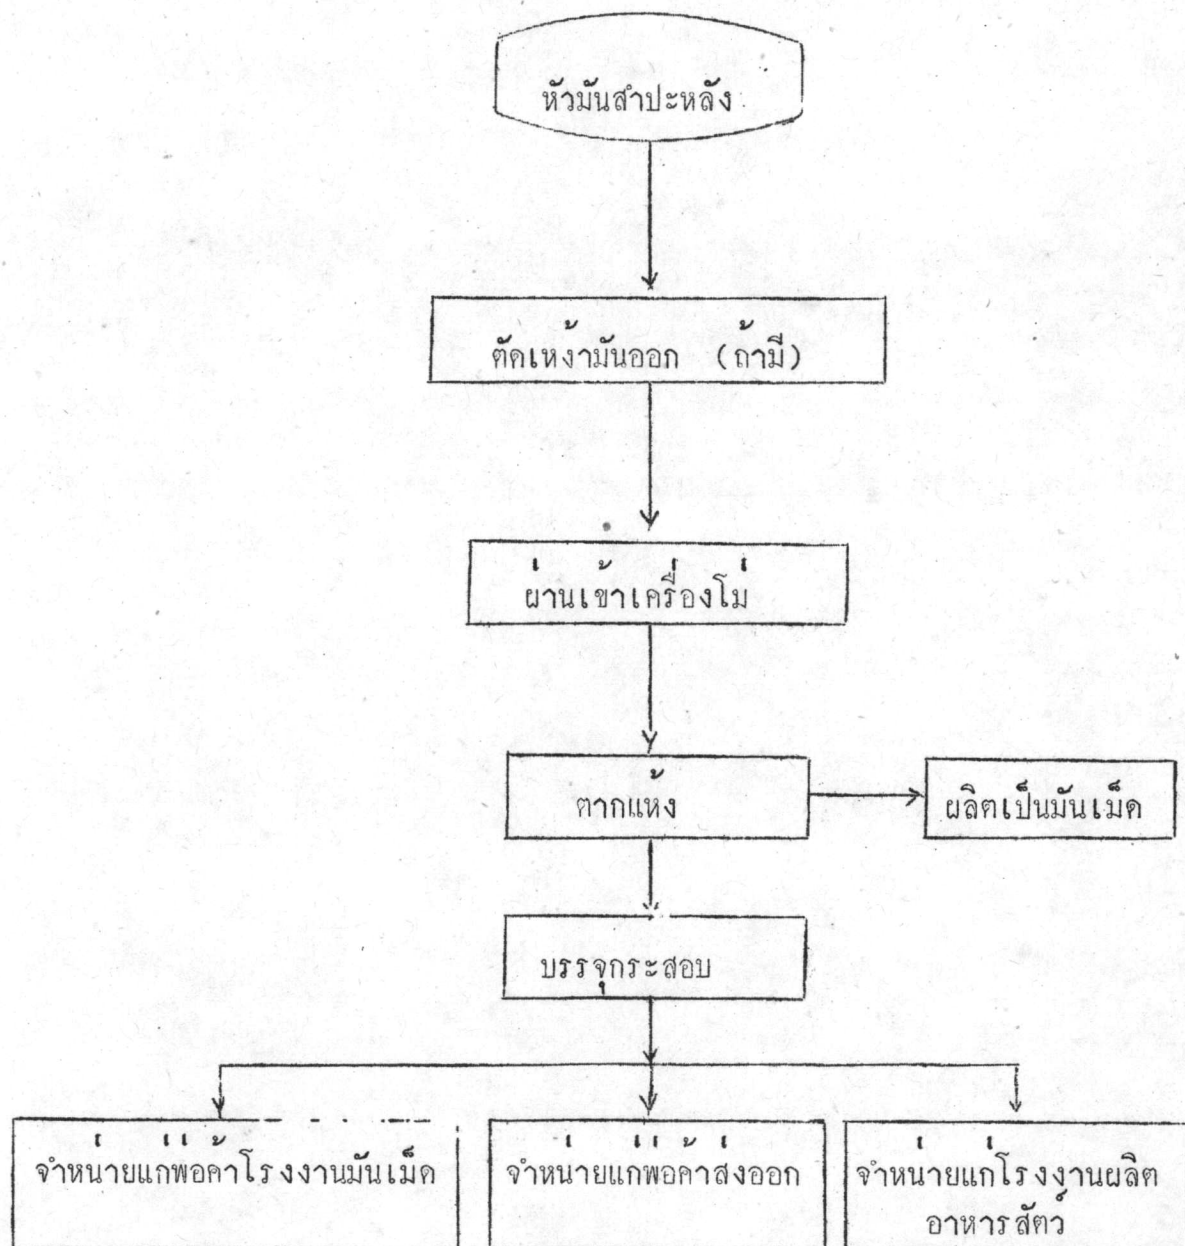 หัวมันสำปะหลัง
ตัดเหง้ามันออก (ถ้ามี)
ผ่านเข้าเครื่องโม่
ตากแห้ง
ผลิตเป็นมันเม็ด
บรรจุกระสอบ
จำหน่ายแก่พ่อค้าโรงงานมันเม็ด
จำหน่ายแก่พ่อค้าส่งออก
จำหน่ายแก่โรงงานผลิต
อาหารสัตว์